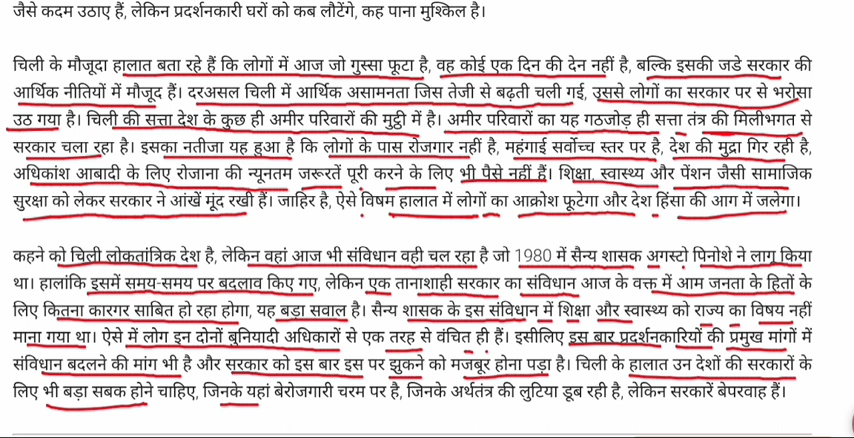 जैसे कदम उठाए हैं, लेकिन प्रदर्शनकारी घरों को कब लौटेंगे, कह पाना मुश्किल है।
चिली के मौजूदा हालात बता रहे हैं कि लोगों में आज जो गुस्सा फूटा है, वह कोई एक दिन की देन नहीं है, बल्कि इसकी जडे सरकार की
आर्थिक नीतियों में मौजूद हैं। दरअसल चिली में आर्थिक असामनता जिस तेजी से बढ़ती चली गई, उससे लोगों का सरकार पर से भरोसा
उठ गया है। चिली की सत्ता देश के कुछ ही अमीर परिवारों की मुट्ठी में है। अमीर परिवारों का यह गठजोड़ ही सत्ता तंत्र की मिलीभगत से
सरकार चला रहा है। इसका नतीजा यह हुआ है कि लोगों के पास रोजगार नहीं है, महंगाई सर्वोच्च स्तर पर है, देश की मुद्रा गिर रही है,
अधिकांश आबादी के लिए रोजाना की न्यूनतम जरूरतें पूरी करने के लिए भी पैसे नहीं हैं। शिक्षा, स्वास्थ्य और पेंशन जैसी सामाजिक
सुरक्षा को लेकर सरकार ने आंखें मूंद रखी हैं। जाहिर है, ऐसे विषम हालात में लोगों का आक्रोश फूटेगा और देश हिंसा की आग में जलेगा।
कहने को चिली लोकतांत्रिक देश है, लेकिन वहां आज भी संविधान वही चल रहा है जो 1980 में सैन्य शासक अगस्टो पिनोशे ने लागू किया
था। हालांकि इसमें समय-समय पर बदलाव किए गए, लेकिन एक तानाशाही सरकार का संविधान आज के वक्त में आम जनता के हितों के
लिए कितना कारगर साबित हो रहा होगा, यह बड़ा सवाल है। सैन्य शासक के इस संविधान में शिक्षा और स्वास्थ्य को राज्य का विषय नहीं
माना गया था। ऐसे में लोग इन दोनों बुनियादी अधिकारों से एक तरह से वंचित ही हैं। इसीलिए इस बार प्रदर्शनकारियों की प्रमुख मांगों में
संविधान बदलने की मांग भी है और सरकार को इस बार इस पर झुकने को मजबूर होना पड़ा है। चिली के हालात उन देशों की सरकारों के
लिए भी बड़ा सबक होने चाहिए, जिनके यहां बेरोजगारी चरम पर है, जिनके अर्थतंत्र की लुटिया डूब रही है, लेकिन सरकारें बेपरवाह हैं।